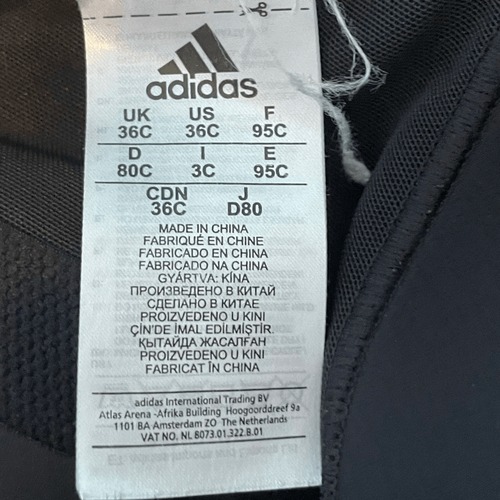 adidas
UK US F
36C 36C 95C
D I E
80C 3C 95C
CDN J
36C D80
MADE IN CHINA
FABRIQUÉ EN CHINE
FABRICADO EN CHINA
FABRICADO NA CHINA
GYÁRTVA: KÍNA
ПРОИЗВЕДЕНО В КИТАЙ
СДЕЛАНО В КИТАЕ
PROIZVEDENO U KINI
ÇİN'DE İMAL EDİLMİŞTİR.
ҚЫТАЙДА ЖАСАЛҒАН
PROIZVEDENO U KINI
FABRICAT ÎN CHINA
adidas International Trading BV
Atlas Arena -Afrika Building Hoogoorddreef 9a
1101 BA Amsterdam ZO The Netherlands
VAT NO. NL 8073.01.322.B.01